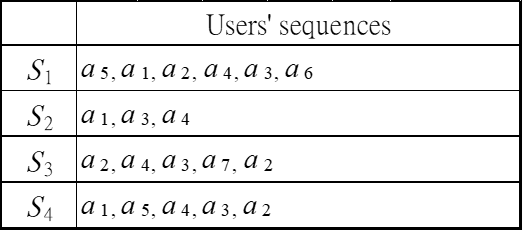 Users' sequences
S1 a5, a1, a2, a4, a3, a6
S2 a1, a3, a4
S3 a2, a4, a3, a7, a2
S4 a1, a5, a4, a3, a2